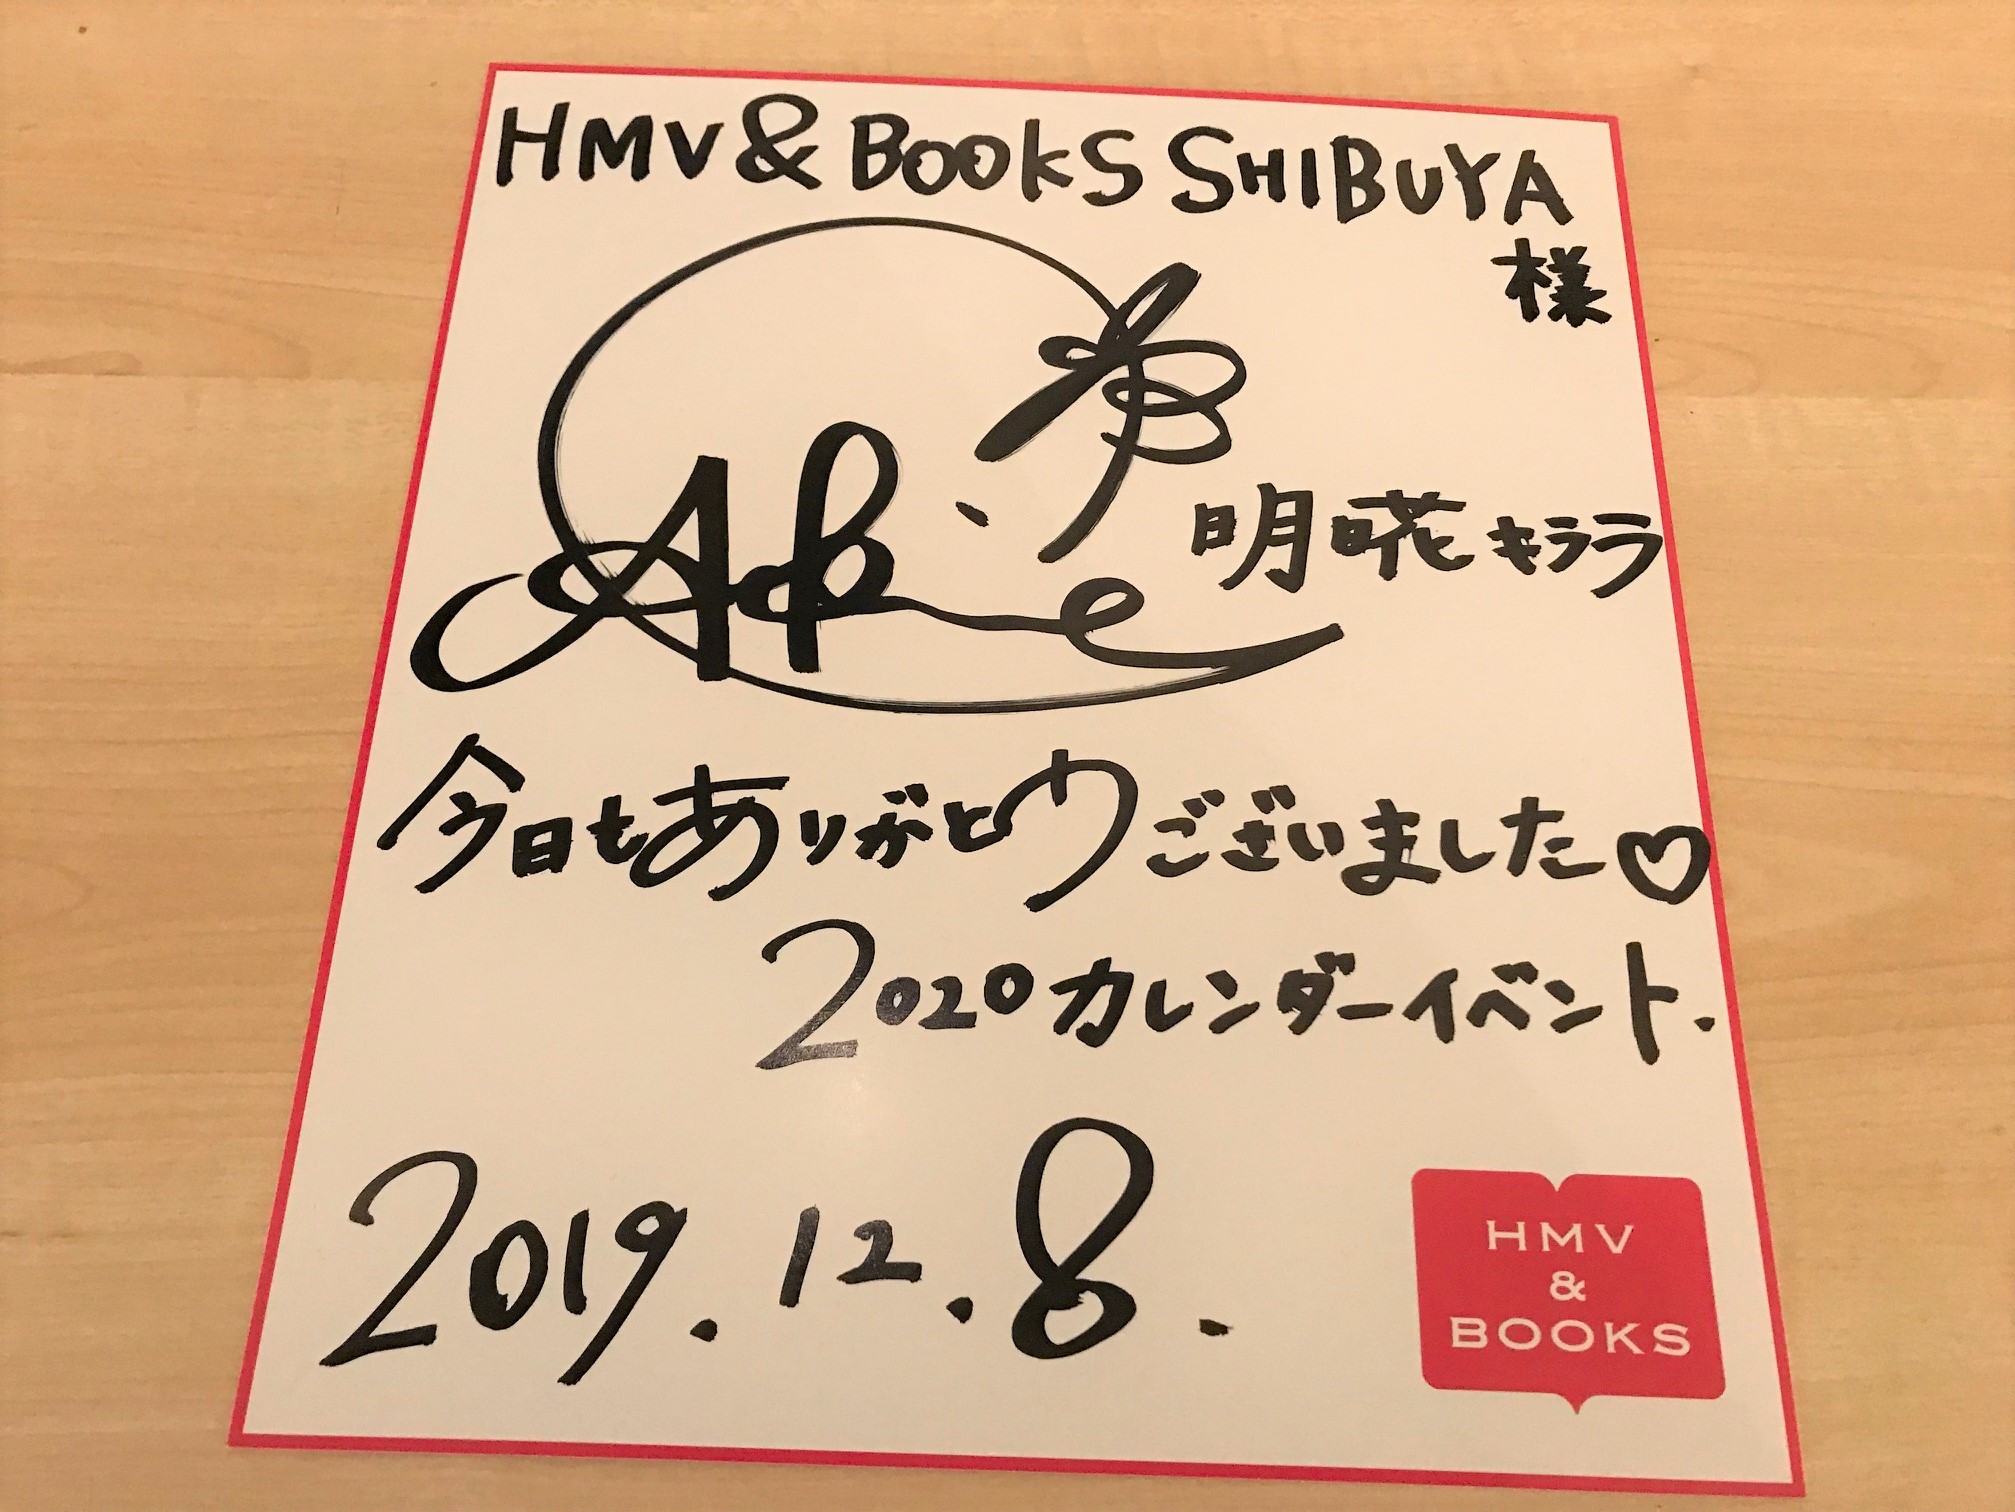 HMV & BOOKS SHIBUYA
様
明日花キララ
今日もありがとうございました♡
2020カレンダーイベント.
2019.12.8.
HMV
&
BOOKS